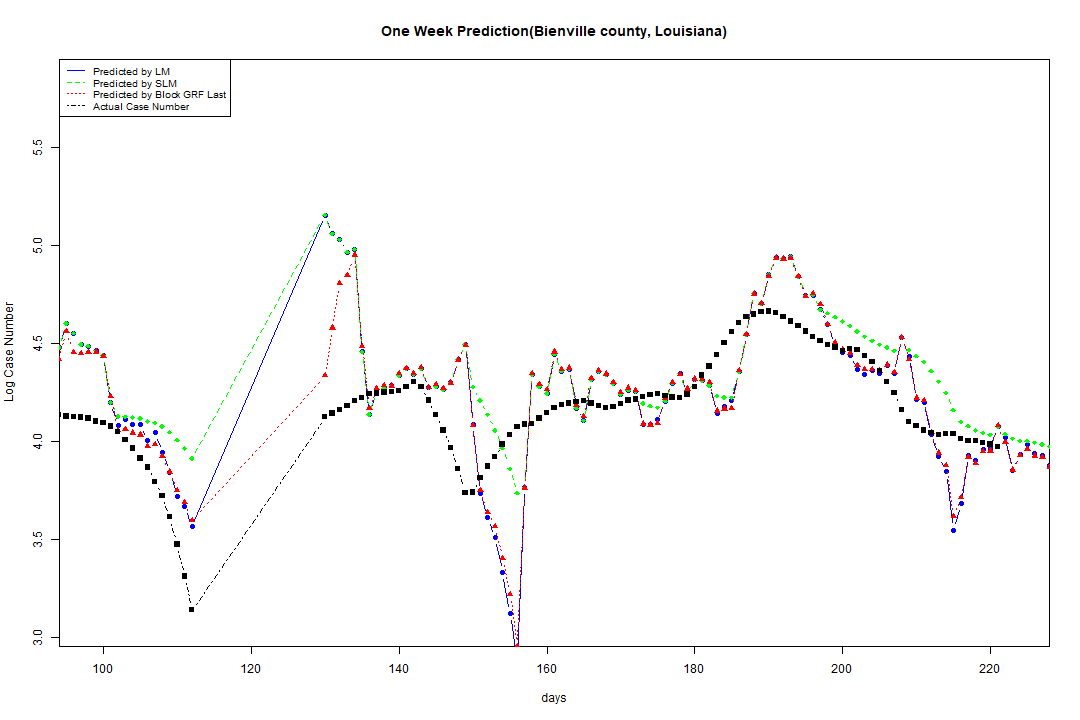 One Week Prediction(Bienville county, Louisiana)
Predicted by LM
Predicted by SLM
Predicted by Block GRF Last
Actual Case Number
Log Case Number
5.5
5.0
4.5
4.0
3.5
3.0
100 120 140 160 180 200 220
days